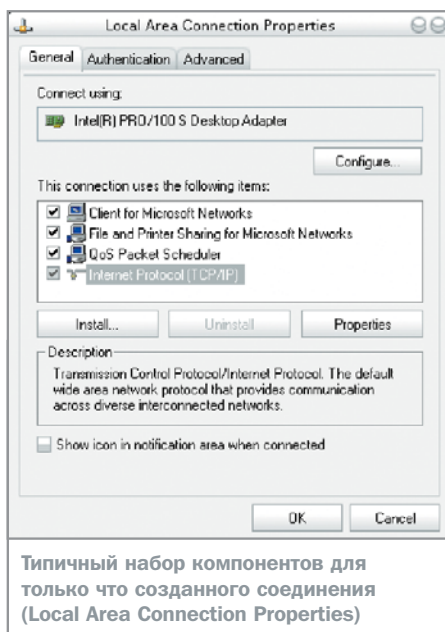 Local Area Connection Properties
General Authentication Advanced
Connect using:
Intel(R) PRO/100 S Desktop Adapter
Configure...
This connection uses the following items:
Client for Microsoft Networks
File and Printer Sharing for Microsoft Networks
QoS Packet Scheduler
Internet Protocol (TCP/IP)
Install... Uninstall Properties
Description
Transmission Control Protocol/Internet Protocol. The default
wide area network protocol that provides communication
across diverse interconnected networks.
Show icon in notification area when connected
OK Cancel
Типичный набор компонентов для
только что созданного соединения
(Local Area Connection Properties)